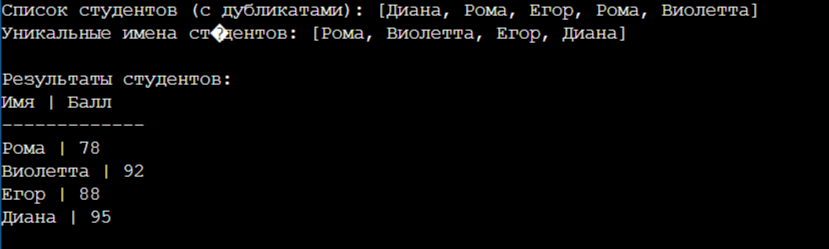 Список студентов (с дубликатами): [Диана, Рома, Егор, Рома, Виолетта]
Уникальные имена ст�дентов: [Рома, Виолетта, Егор, Диана]
Результаты студентов:
Имя | Балл
-------------
Рома | 78
Виолетта | 92
Егор | 88
Диана | 95